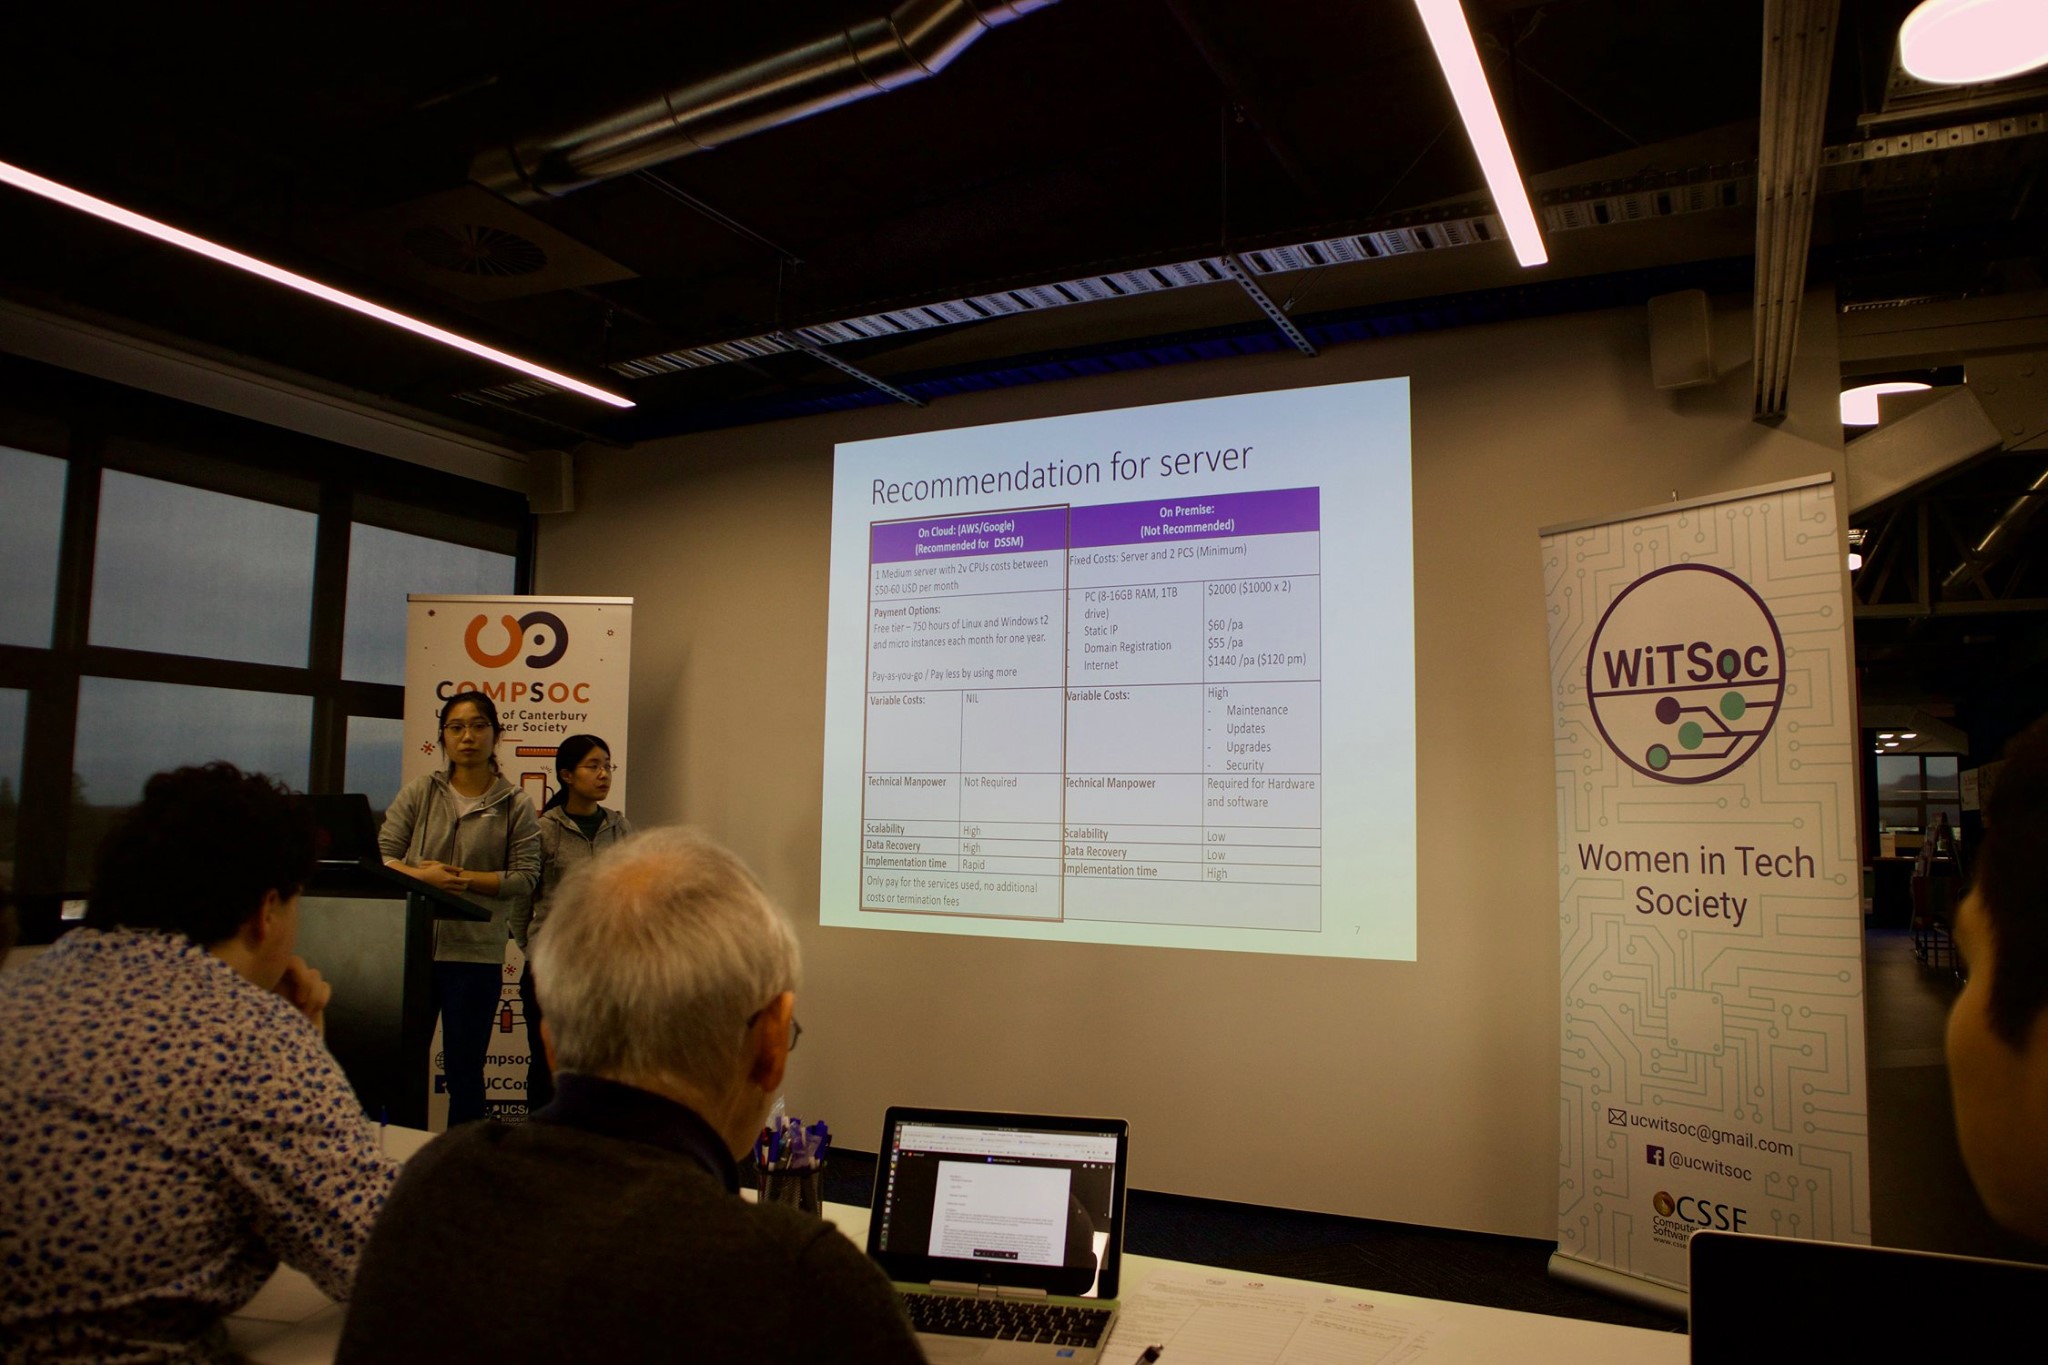 Recommendation for server
On Cloud: (AWS/Google)
(Recommended for DSSM)
1 Medium server with 2v CPUs costs between
$50-60 USD per month
Payment Options:
Free tier – 750 hours of Linux and Windows t2
and micro instances each month for one year.
Pay-as-you-go / Pay less by using more
Variable Costs: NIL
Technical Manpower Not Required
Scalability High
Data Recovery High
Implementation time Rapid
Only pay for the services used, no additional
costs or termination fees
On Premise:
(Not Recommended)
Fixed Costs: Server and 2 PCS (Minimum)
- PC (8-16GB RAM, 1TB
drive)
- Static IP
- Domain Registration
- Internet
$2000 ($1000 x 2)
$60 /pa
$55 /pa
$1440 /pa ($120 pm)
Variable Costs: High
- Maintenance
- Updates
- Upgrades
- Security
Technical Manpower Required for Hardware
and software
Scalability Low
Data Recovery Low
Implementation time High
7
COMPSOC
of Canterbury
Society
UCSA
WiTSoc
Women in Tech
Society
ucwitsoc@gmail.com
@ucwitsoc
CSSF
Software